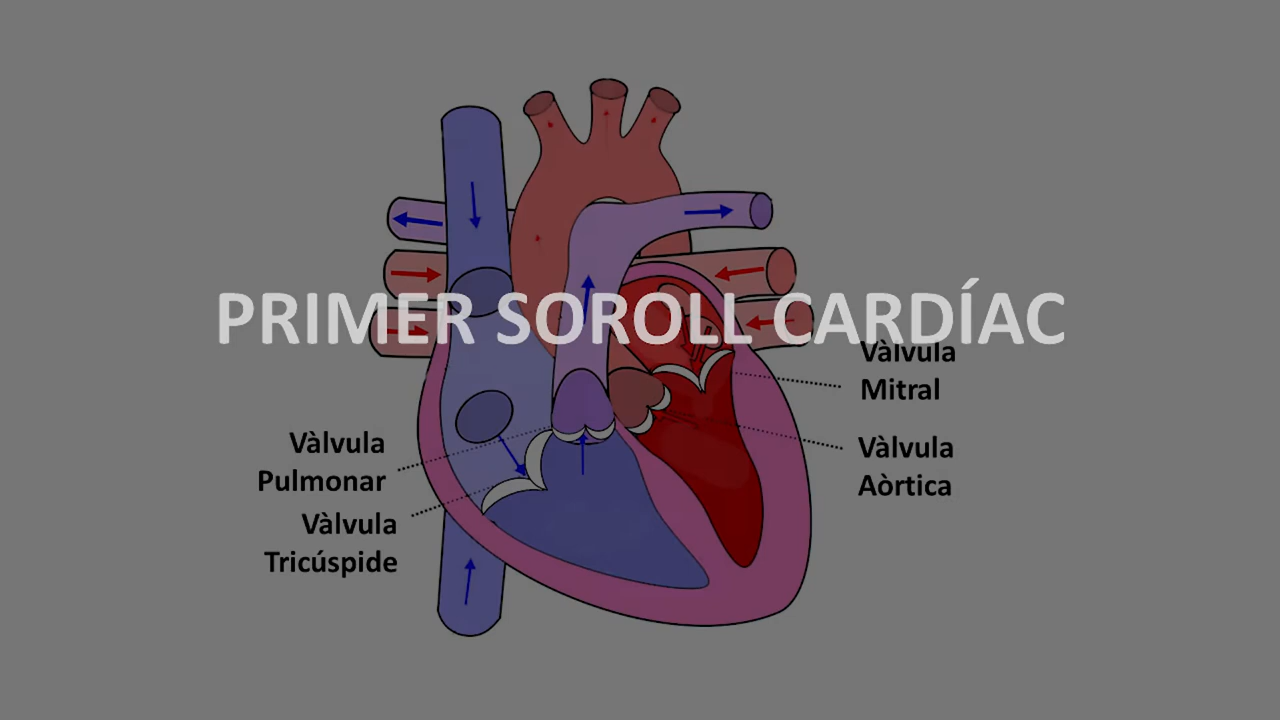 PRIMER SOROLL CARDÍAC
Vàlvula
Mitral
Vàlvula
Aòrtica
Vàlvula
Pulmonar
Vàlvula
Tricúspide